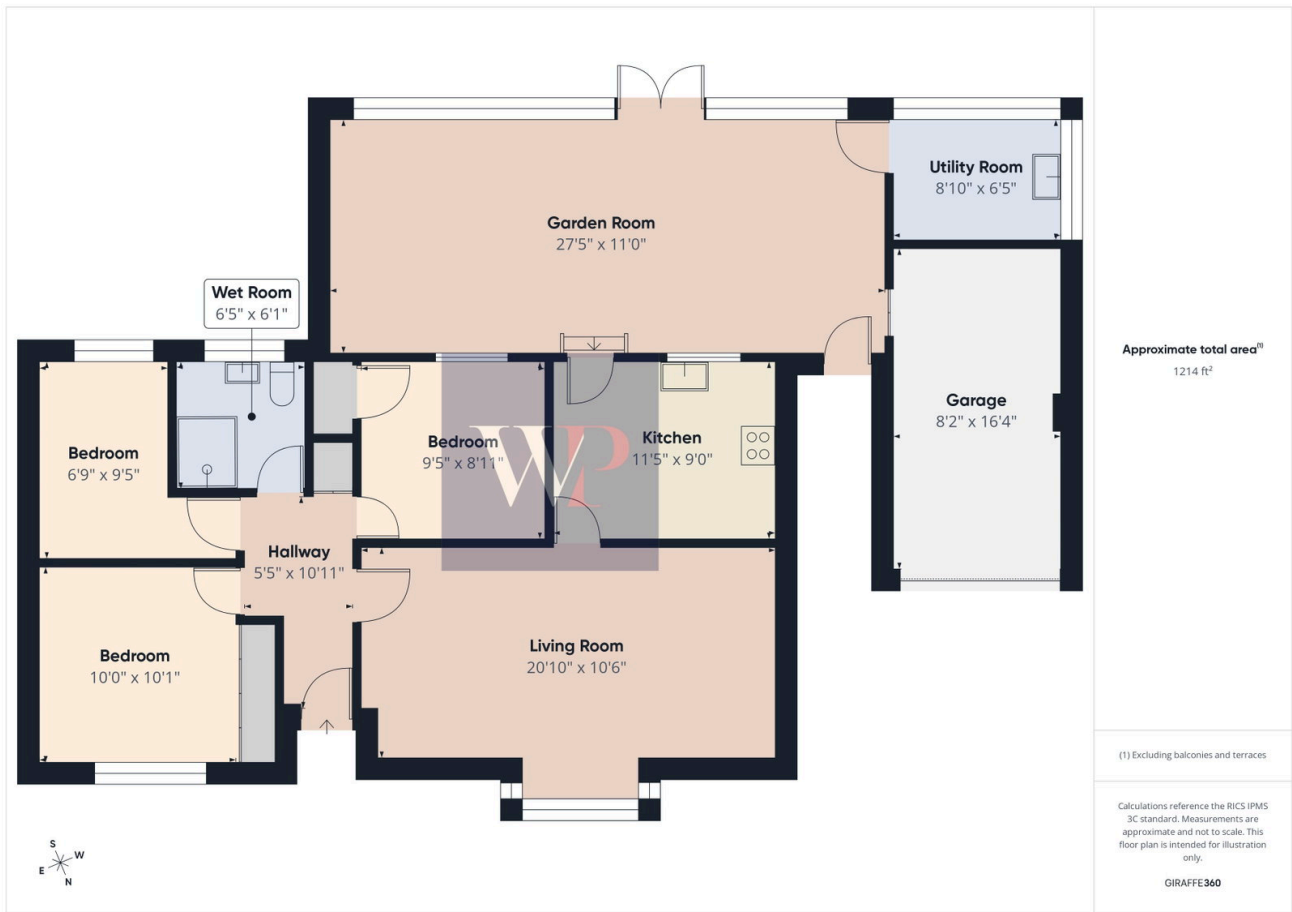 Utility Room
8'10" x 6'5"
Garden Room
27'5" x 11'0"
Wet Room
6'5" x 6'1"
Approximate total area(1)
1214 ft²
Garage
8'2" x 16'4"
Bedroom
6'9" x 9'5"
Bedroom
9'5" x 8'11"
Kitchen
11'5" x 9'0"
WP
Hallway
5'5" x 10'11"
Bedroom
10'0" x 10'1"
Living Room
20'10" x 10'6"
(1) Excluding balconies and terraces
Calculations reference the RICS IPMS
3C standard. Measurements are
approximate and not to scale. This
floor plan is intended for illustration
only.
GIRAFFE360
S
W
E
N